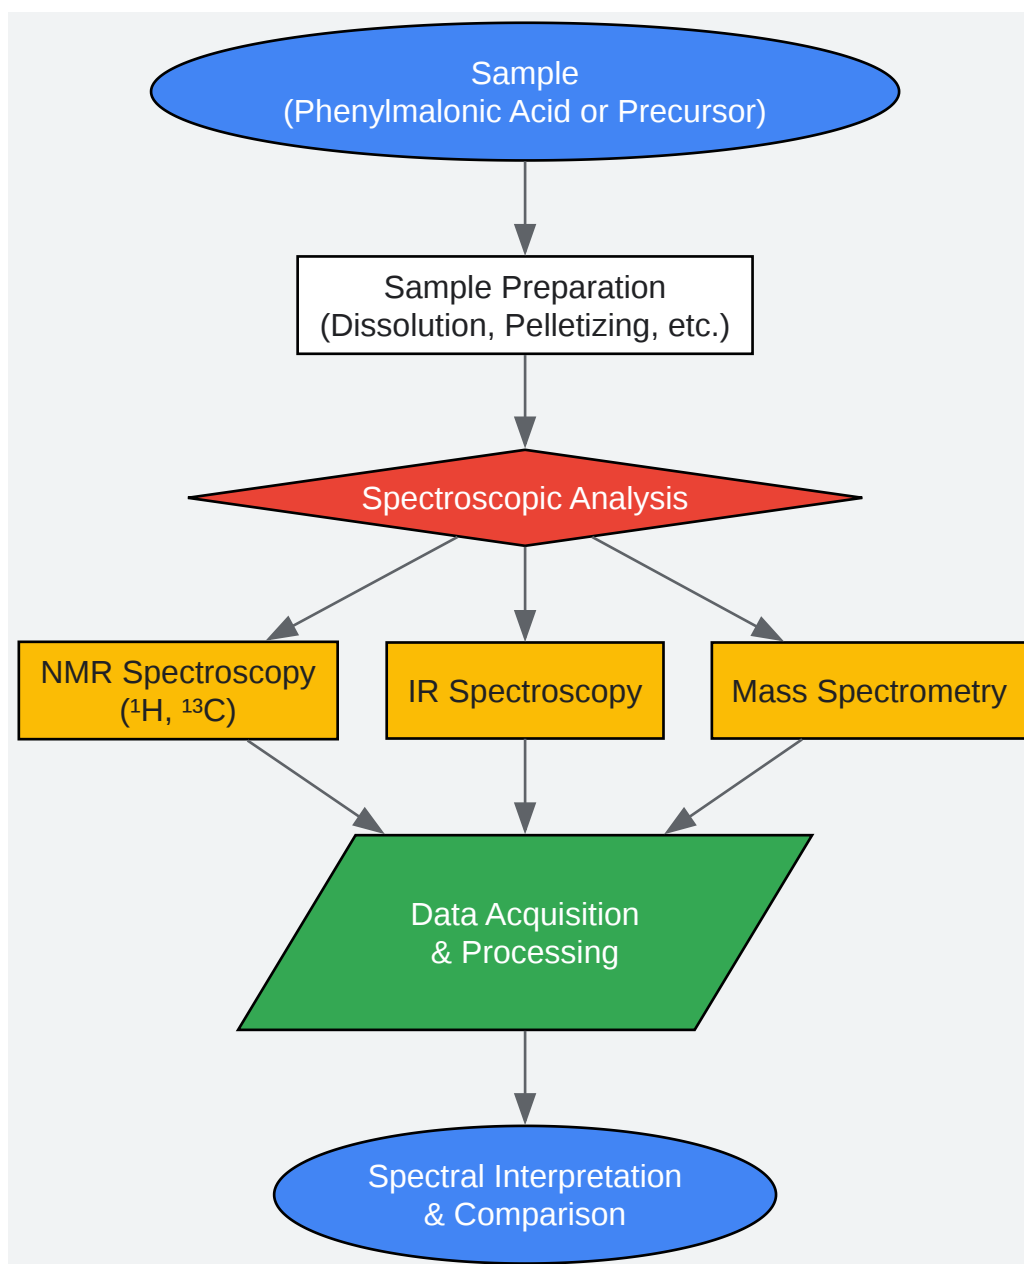 Sample
(Phenylmalonic Acid or Precursor)
Sample Preparation
(Dissolution, Pelletizing, etc.)
Spectroscopic Analysis
NMR Spectroscopy
(¹H, ¹³C)
IR Spectroscopy
Mass Spectrometry
Data Acquisition
& Processing
Spectral Interpretation
& Comparison